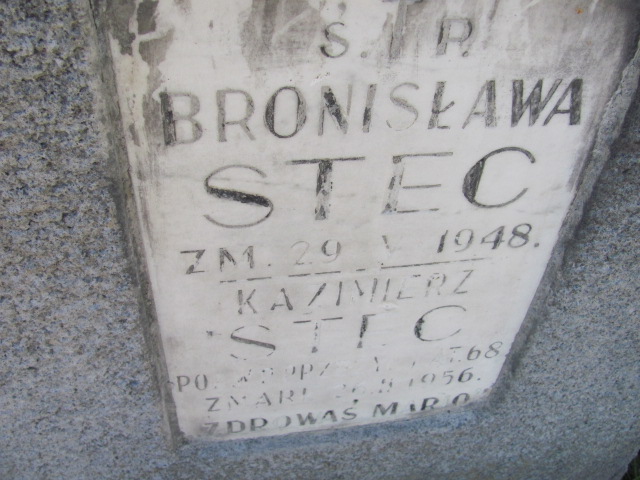 Ś. P.
BRONISŁAWA
STEC
ZM. 29 V 1948.
KAZIMIERZ
STEC
ZMARŁ 1956.
ZDROWAŚ MARIO